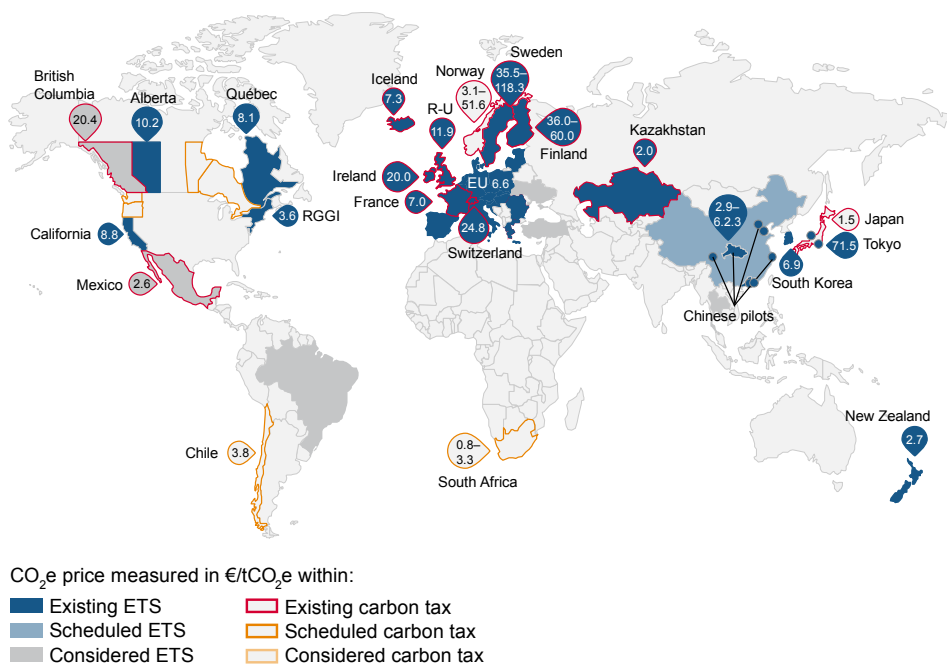 Sweden
35.5–
118.3
Norway
3.1–
51.6
Iceland
7.3
British
Columbia
20.4
Alberta
10.2
Québec
8.1
R-U
11.9
36.0–
60.0
Finland
Kazakhstan
2.0
Ireland
20.0
EU 6.6
France
7.0
24.8
Switzerland
3.6
RGGI
California
8.8
Mexico
2.6
2.9–
6.2.3
1.5
Japan
71.5
Tokyo
6.9
South Korea
Chinese pilots
Chile
3.8
0.8–
3.3
South Africa
New Zealand
2.7
CO₂e price measured in €/tCO₂e within:
Existing ETS
Existing carbon tax
Scheduled ETS
Scheduled carbon tax
Considered ETS
Considered carbon tax